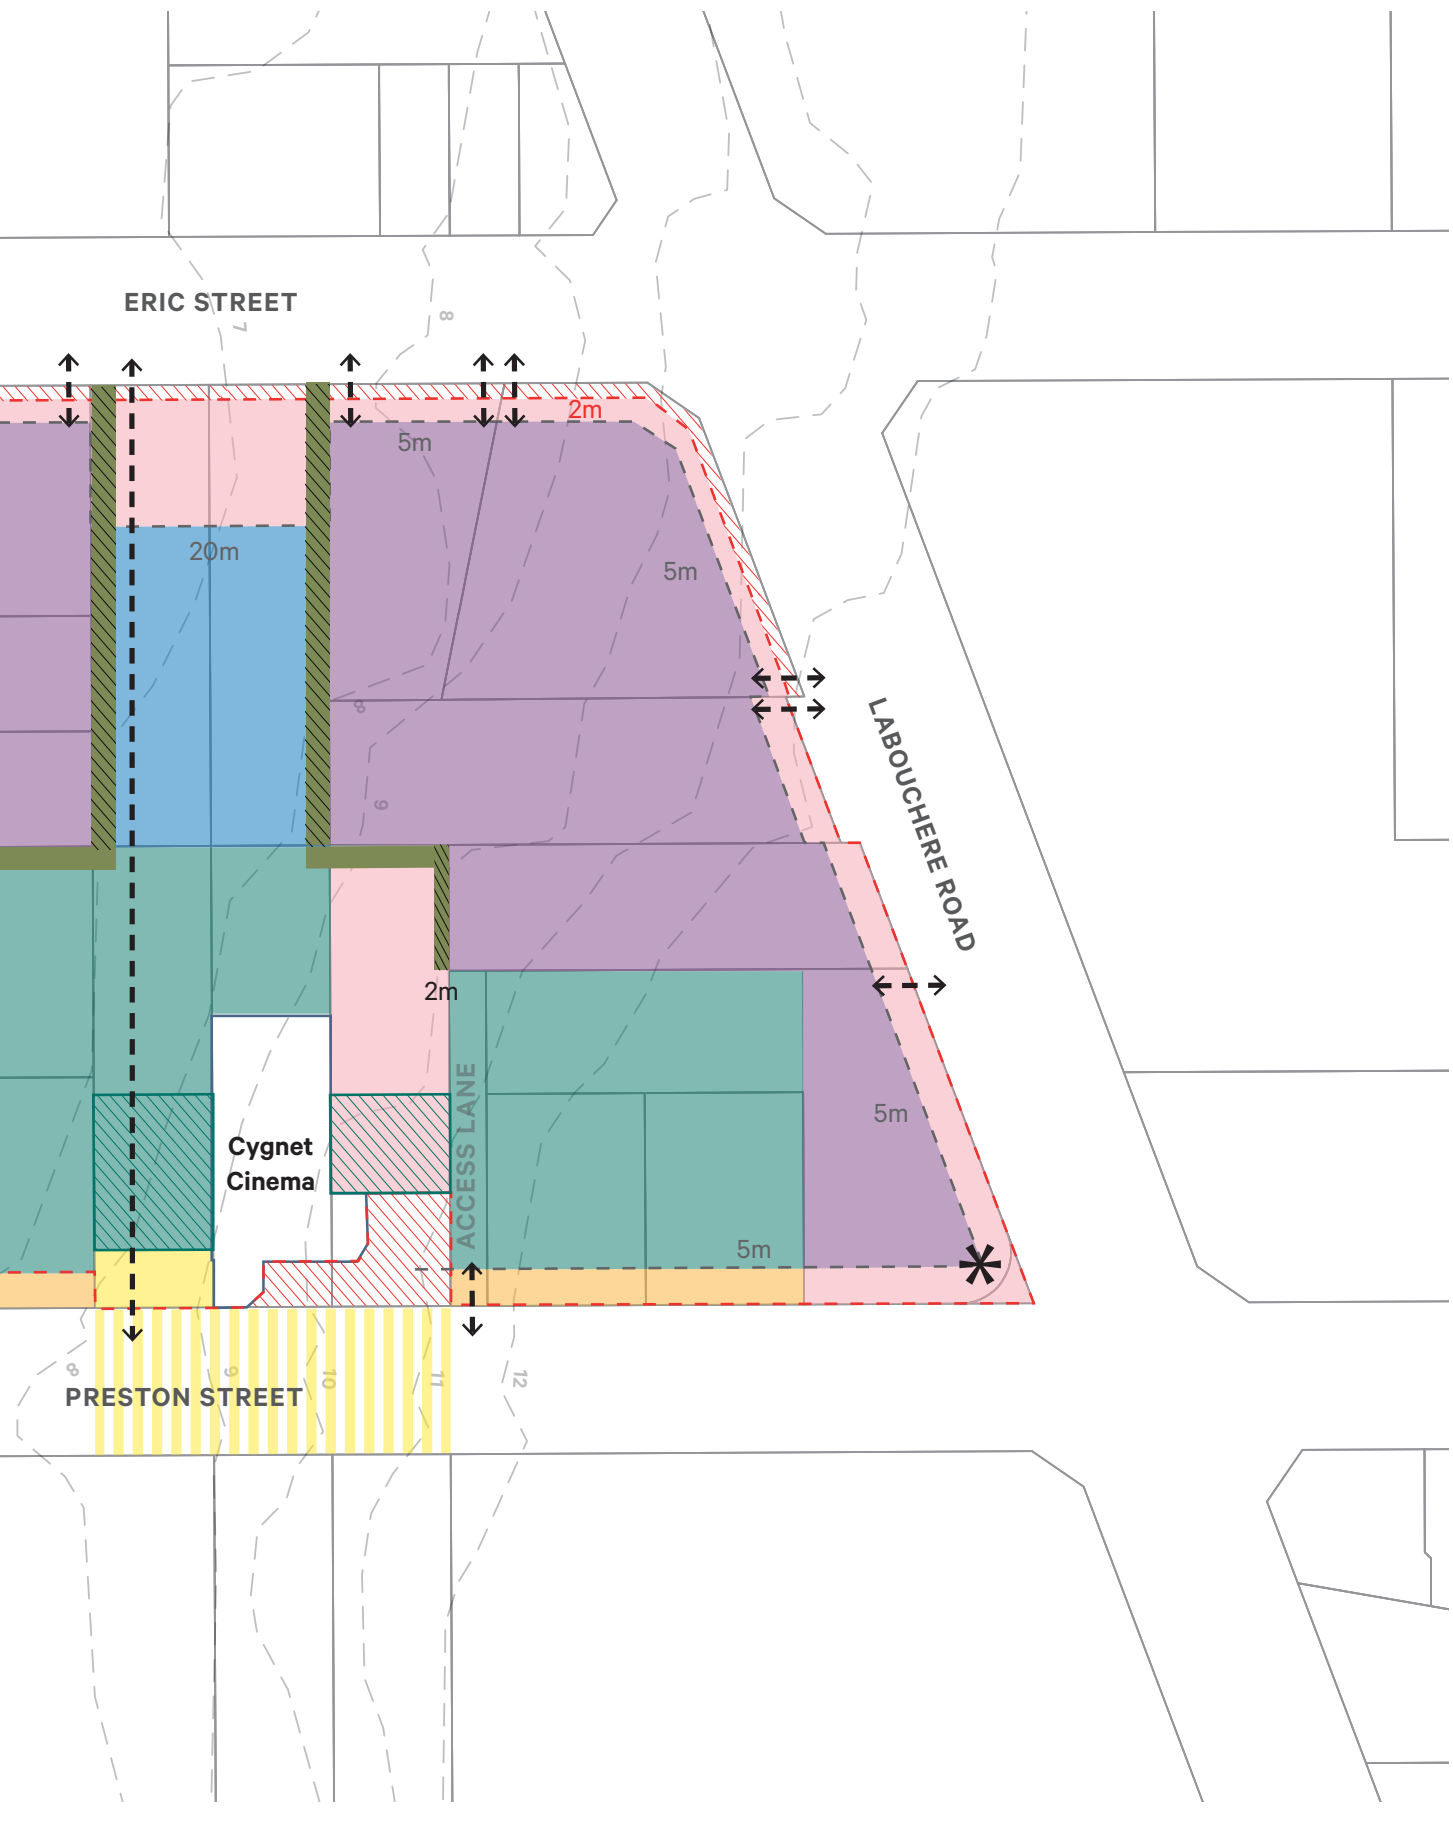 ERIC STREET
7
8
2m
5m
20m
5m
8
9
LABOUCHERE ROAD
2m
5m
Cygnet
Cinema
ACCESS LANE
5m
8
9
10
11
12
PRESTON STREET